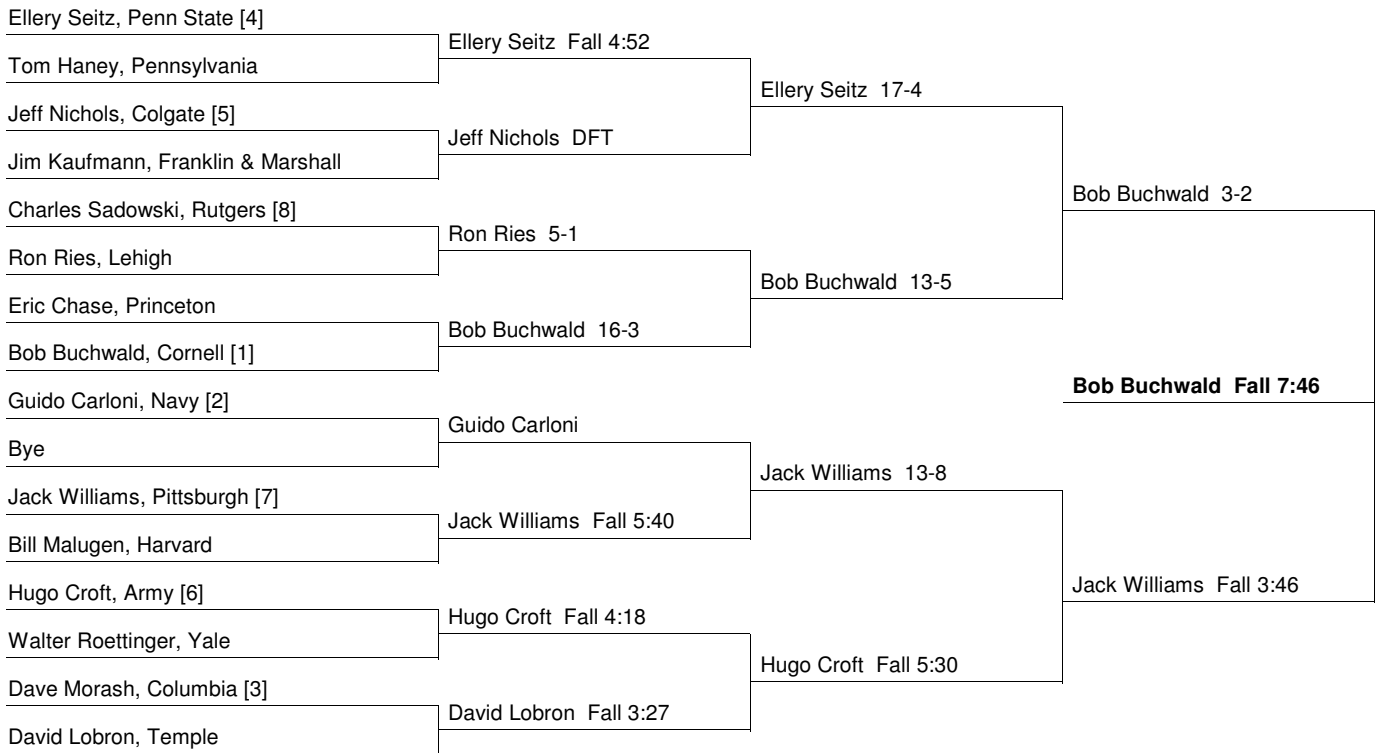 Ellery Seitz, Penn State [4]
Tom Haney, Pennsylvania
Jeff Nichols, Colgate [5]
Jim Kaufmann, Franklin & Marshall
Charles Sadowski, Rutgers [8]
Ron Ries, Lehigh
Eric Chase, Princeton
Bob Buchwald, Cornell [1]
Guido Carloni, Navy [2]
Bye
Jack Williams, Pittsburgh [7]
Bill Malugen, Harvard
Hugo Croft, Army [6]
Walter Roettinger, Yale
Dave Morash, Columbia [3]
David Lobron, Temple
Ellery Seitz  Fall 4:52
Jeff Nichols  DFT
Ron Ries  5-1
Bob Buchwald  16-3
Guido Carloni
Jack Williams  Fall 5:40
Hugo Croft  Fall 4:18
David Lobron  Fall 3:27
Ellery Seitz  17-4
Bob Buchwald  13-5
Jack Williams  13-8
Hugo Croft  Fall 5:30
Bob Buchwald  3-2
Jack Williams  Fall 3:46
Bob Buchwald  Fall 7:46